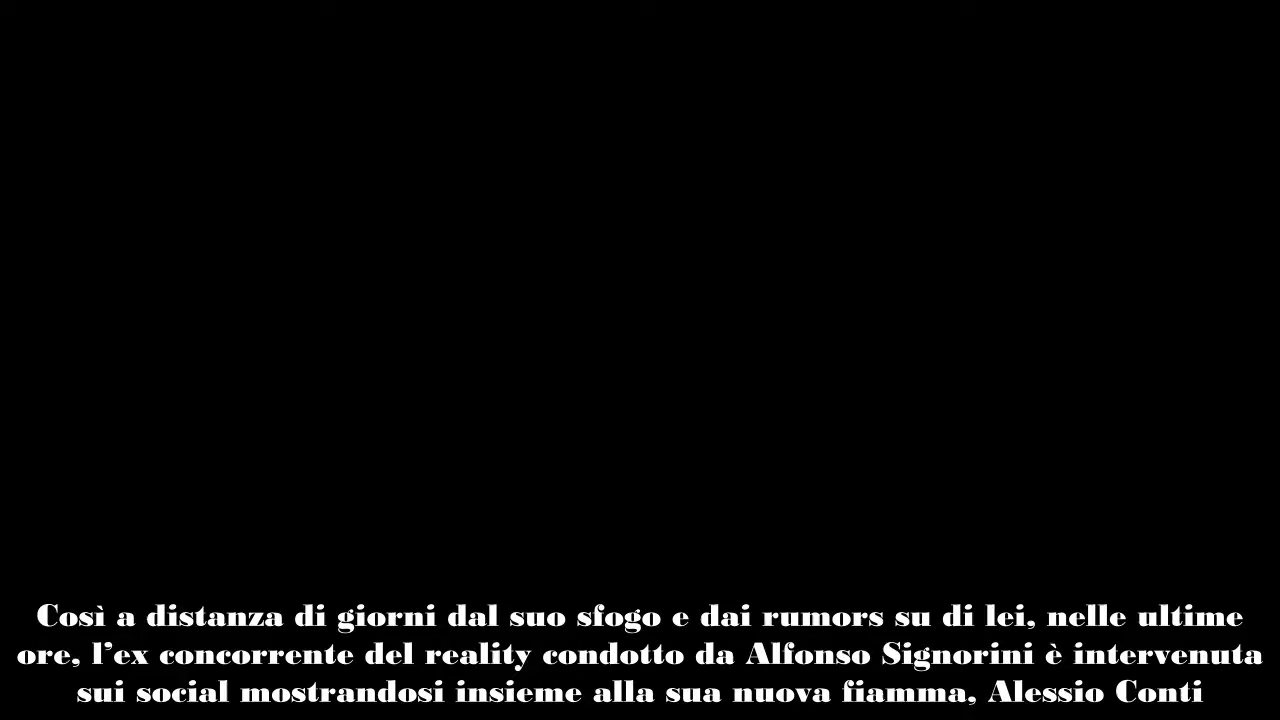 Così a distanza di giorni dal suo sfogo e dai rumors su di lei, nelle ultime
ore, l’ex concorrente del reality condotto da Alfonso Signorini è intervenuta
sui social mostrandosi insieme alla sua nuova fiamma, Alessio Conti